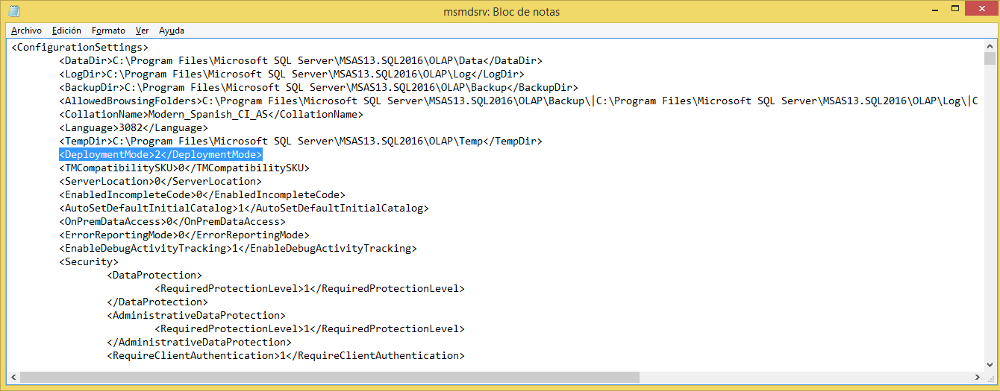 msmdsrv: Bloc de notas
Archivo Edición Formato Ver Ayuda
<ConfigurationSettings>
<DataDir>C:\Program Files\Microsoft SQL Server\MSAS13.SQL2016\OLAP\Data</DataDir>
<LogDir>C:\Program Files\Microsoft SQL Server\MSAS13.SQL2016\OLAP\Log</LogDir>
<BackupDir>C:\Program Files\Microsoft SQL Server\MSAS13.SQL2016\OLAP\Backup</BackupDir>
<AllowedBrowsingFolders>C:\Program Files\Microsoft SQL Server\MSAS13.SQL2016\OLAP\Backup\|C:\Program Files\Microsoft SQL Server\MSAS13.SQL2016\OLAP\Log\|C
<CollationName>Modern_Spanish_CI_AS</CollationName>
<Language>3082</Language>
<TempDir>C:\Program Files\Microsoft SQL Server\MSAS13.SQL2016\OLAP\Temp</TempDir>
<DeploymentMode>2</DeploymentMode>
<TMCompatibilitySKU>0</TMCompatibilitySKU>
<ServerLocation>0</ServerLocation>
<EnabledIncompleteCode>0</EnabledIncompleteCode>
<AutoSetDefaultInitialCatalog>1</AutoSetDefaultInitialCatalog>
<OnPremDataAccess>0</OnPremDataAccess>
<ErrorReportingMode>0</ErrorReportingMode>
<EnableDebugActivityTracking>1</EnableDebugActivityTracking>
<Security>
<DataProtection>
<RequiredProtectionLevel>1</RequiredProtectionLevel>
</DataProtection>
<AdministrativeDataProtection>
<RequiredProtectionLevel>1</RequiredProtectionLevel>
</AdministrativeDataProtection>
<RequireClientAuthentication>1</RequireClientAuthentication>